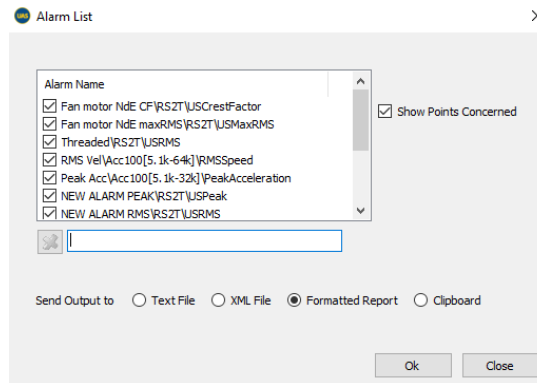 UAS Alarm List
Alarm Name
Fan motor NdE CF\RS2T\USCrestFactor
Fan motor NdE maxRMS\RS2T\USMaxRMS
Show Points Concerned
Threaded\RS2T\USRMS
RMS Vel\Acc100[5.1k-64k]\RMSSpeed
Peak Acc\Acc100[5.1k-32k]\PeakAcceleration
NEW ALARM PEAK\RS2T\USPeak
NEW ALARM RMS\RS2T\USRMS
Send Output to Text File XML File Formatted Report Clipboard
Ok Close